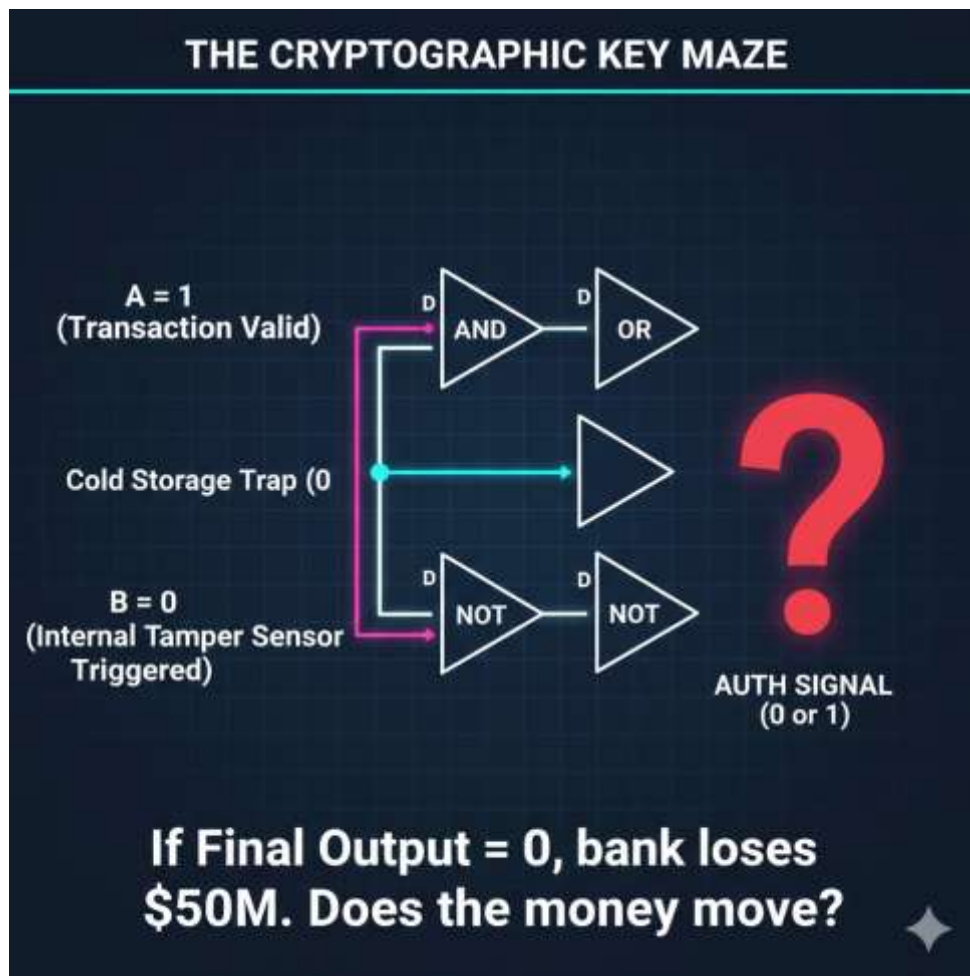 THE CRYPTOGRAPHIC KEY MAZE
A = 1
(Transaction Valid)
D
AND
D
OR
Cold Storage Trap (0
B = 0
(Internal Tamper Sensor
Triggered)
D
NOT
D
NOT
?
AUTH SIGNAL
(0 or 1)
If Final Output = 0, bank loses
$50M. Does the money move?